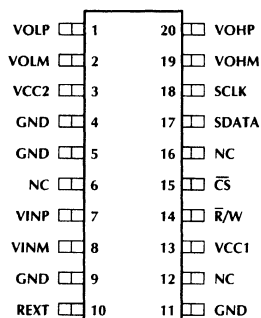 VOLP 1 20 VOHP
VOLM 2 19 VOHM
VCC2 3 18 SCLK
GND 4 17 SDATA
GND 5 16 NC
NC 6 15 C̅S̅
VINP 7 14 R̅/W
VINM 8 13 VCC1
GND 9 12 NC
REXT 10 11 GND